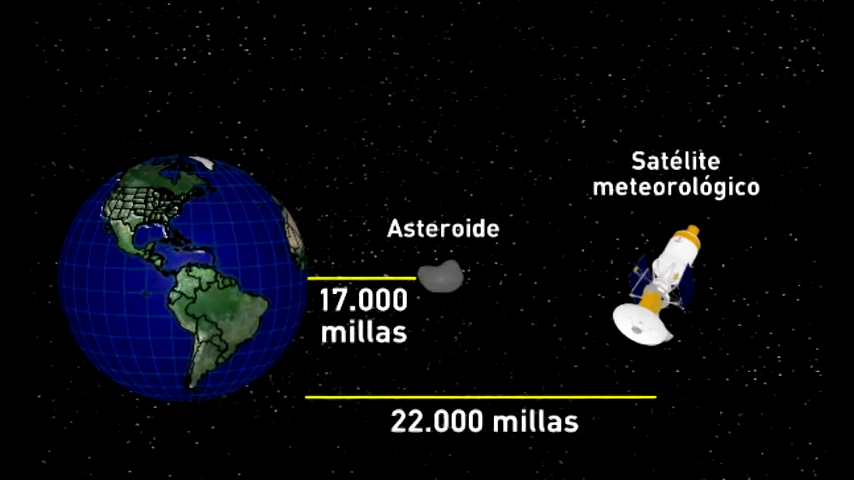 Satélite
meteorológico
Asteroide
17.000
millas
22.000 millas